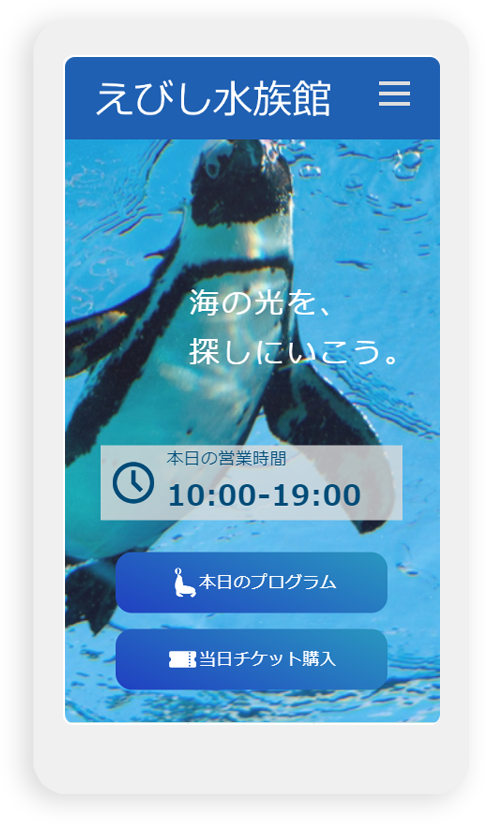 えびし水族館
海の光を、
探しにいこう。
本日の営業時間
10:00-19:00
本日のプログラム
当日チケット購入